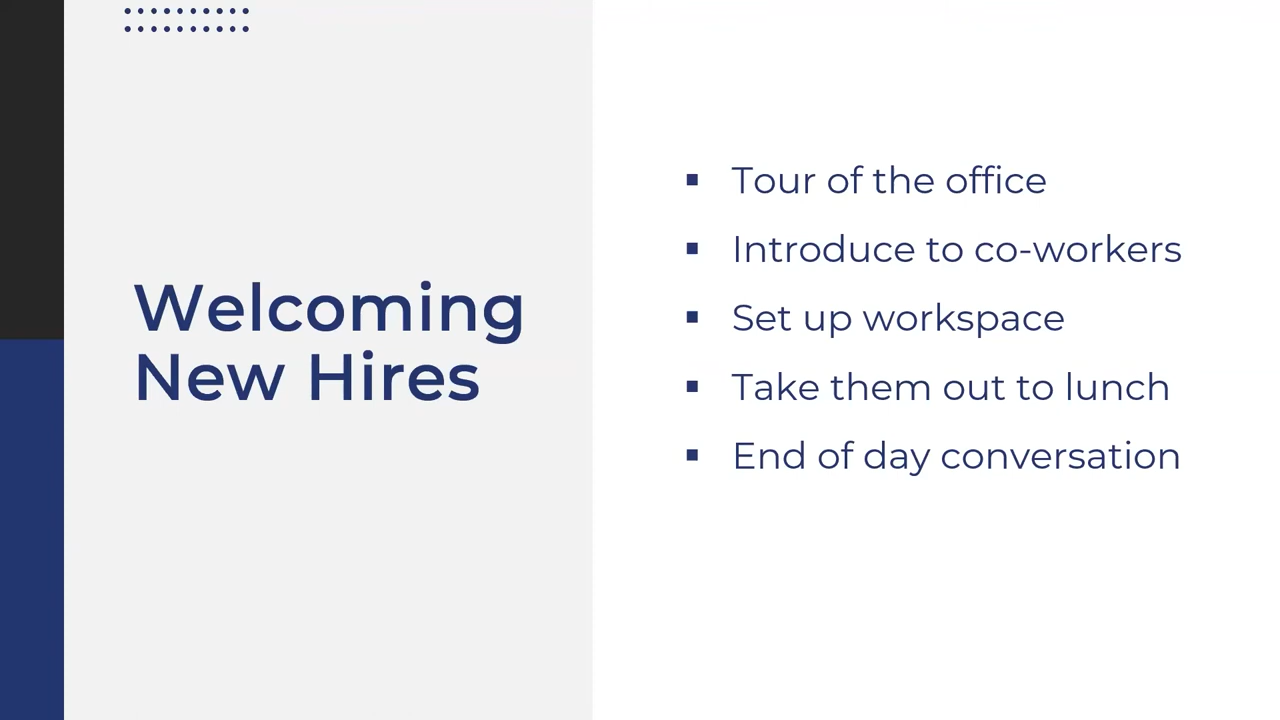 Welcoming
New Hires
▪ Tour of the office
▪ Introduce to co-workers
▪ Set up workspace
▪ Take them out to lunch
▪ End of day conversation